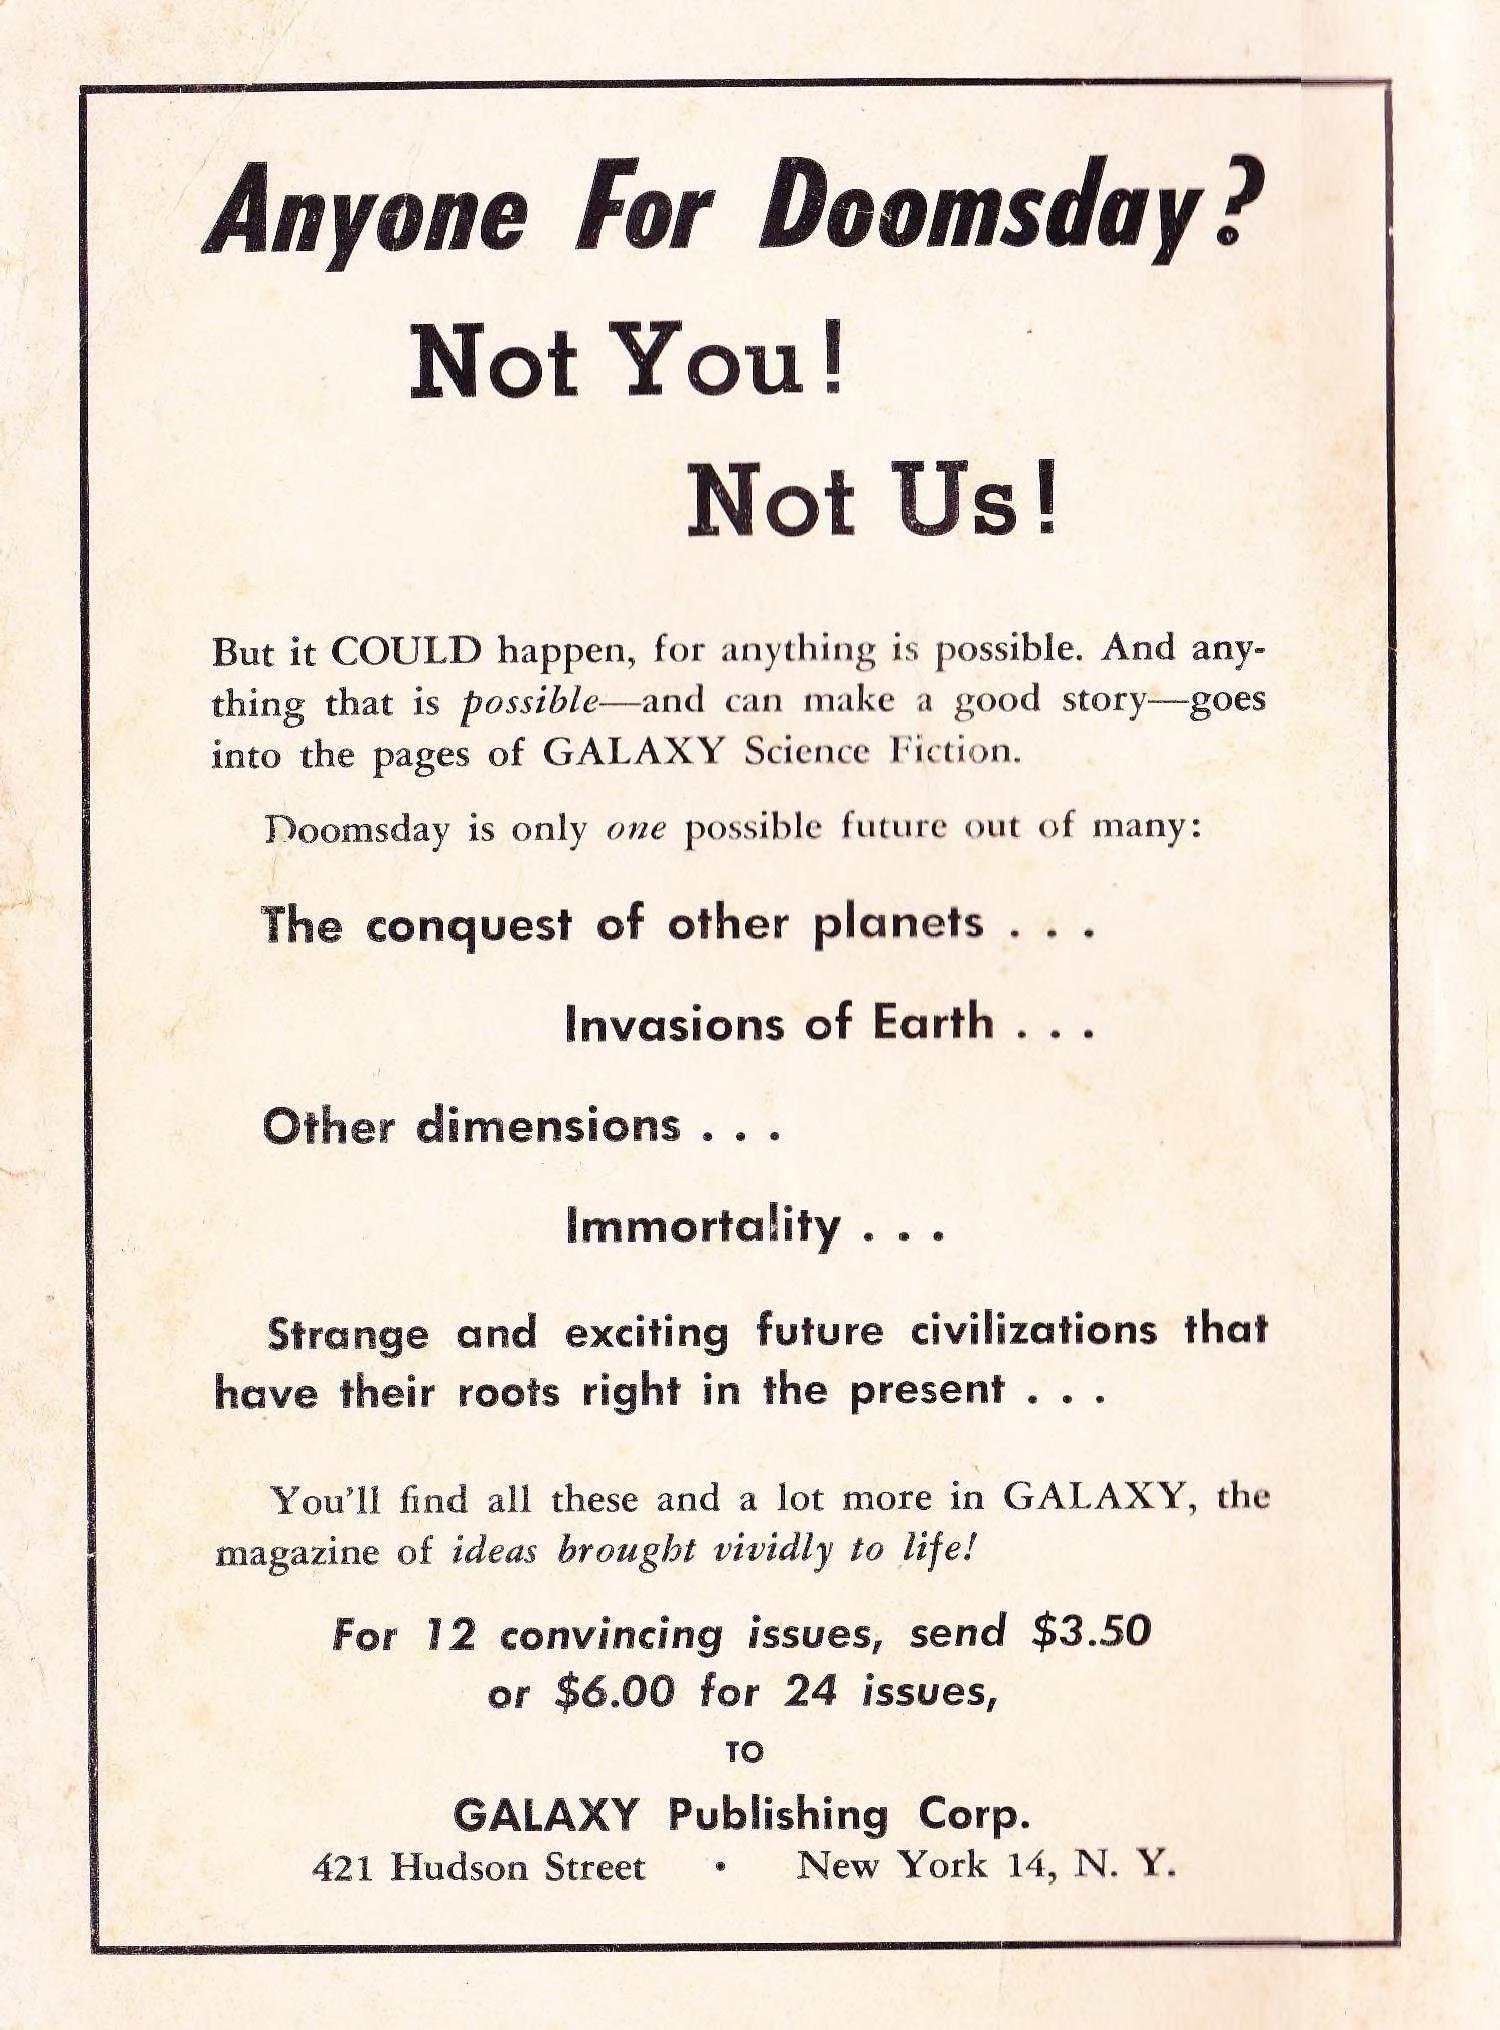 Anyone For Doomsday?
Not You!
Not Us!
But it COULD happen, for anything is possible. And any-
thing that is possible—and can make a good story—goes
into the pages of GALAXY Science Fiction.
Doomsday is only one possible future out of many:
The conquest of other planets . . .
Invasions of Earth . . .
Other dimensions . . .
Immortality . . .
Strange and exciting future civilizations that
have their roots right in the present . . .
You'll find all these and a lot more in GALAXY, the
magazine of ideas brought vividly to life!
For 12 convincing issues, send $3.50
or $6.00 for 24 issues,
TO
GALAXY Publishing Corp.
421 Hudson Street • New York 14, N. Y.